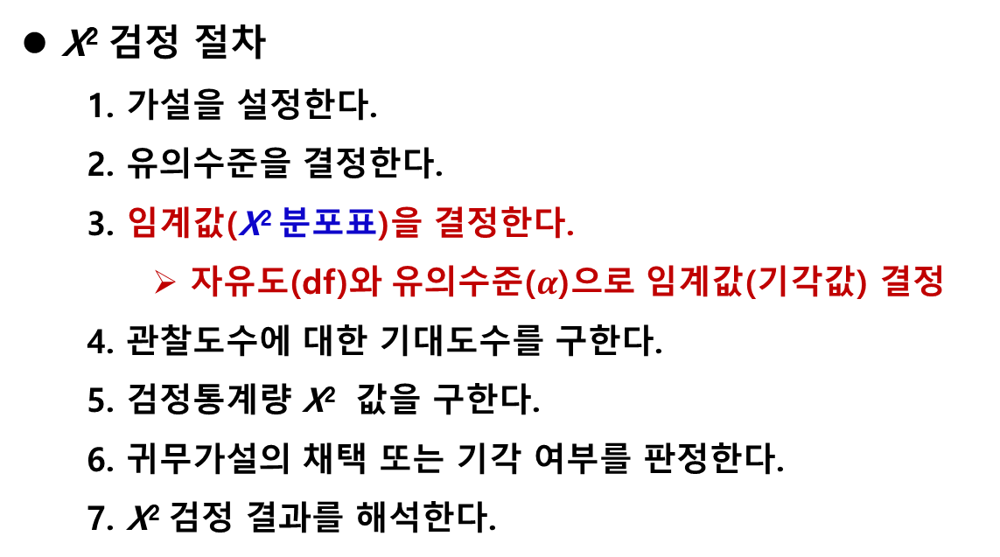 ● X² 검정 절차
1. 가설을 설정한다.
2. 유의수준을 결정한다.
3. 임계값(X² 분포표)을 결정한다.
➢ 자유도(df)와 유의수준(α)으로 임계값(기각값) 결정
4. 관찰도수에 대한 기대도수를 구한다.
5. 검정통계량 X² 값을 구한다.
6. 귀무가설의 채택 또는 기각 여부를 판정한다.
7. X² 검정 결과를 해석한다.